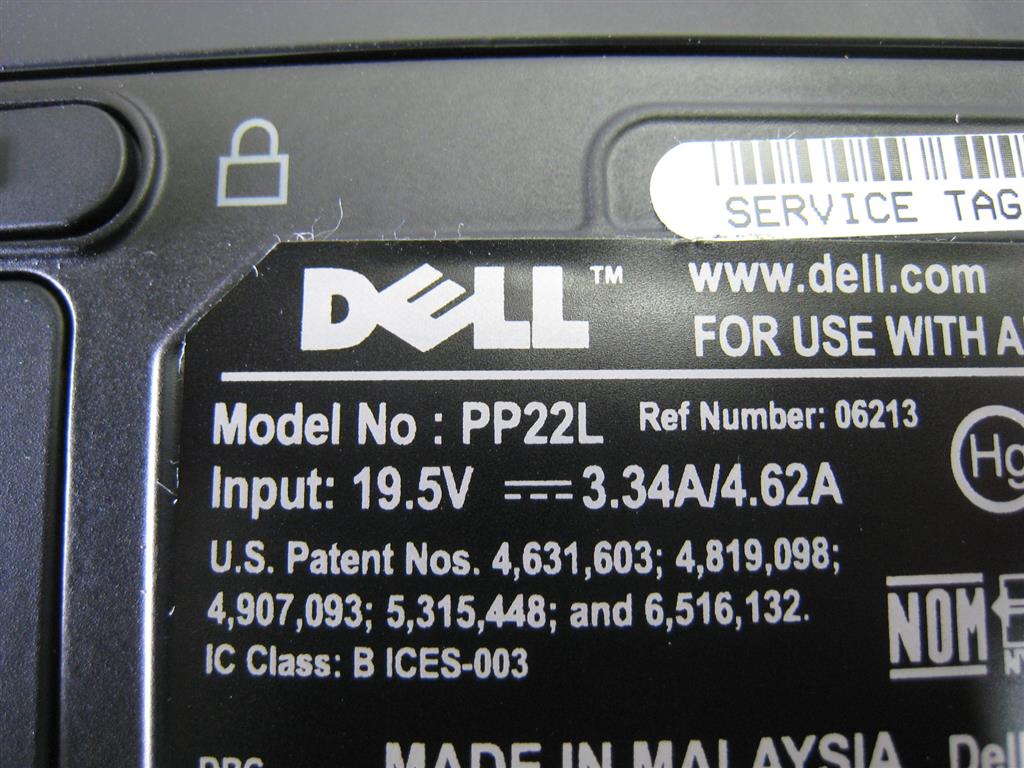 SERVICE TAG
DELL™
www.dell.com
FOR USE WITH
Model No : PP22L
Ref Number: 06213
Input: 19.5V ⎓ 3.34A/4.62A
Hg
U.S. Patent Nos. 4,631,603; 4,819,098;
4,907,093; 5,315,448; and 6,516,132.
IC Class: B ICES-003
NOM
MADE IN MALAYSIA
Dell